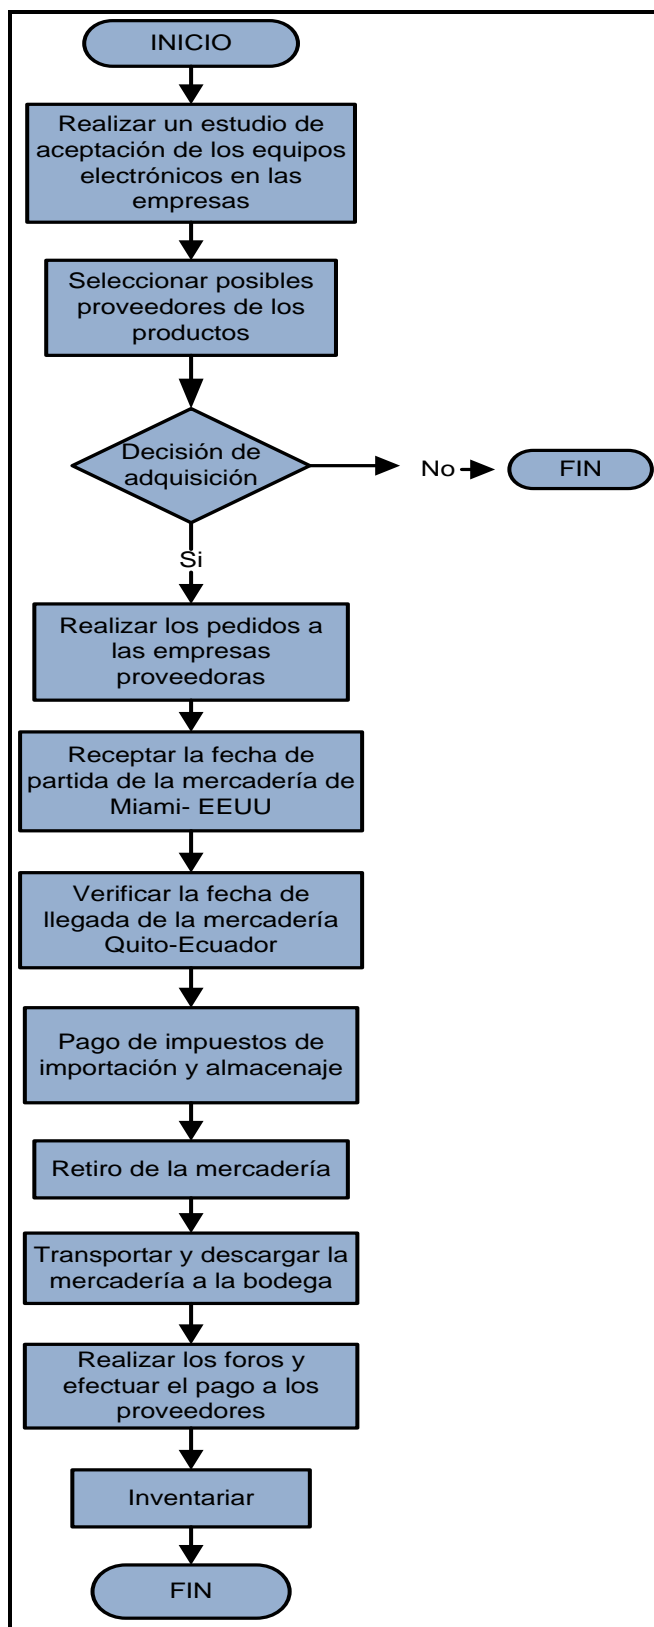 INICIO
Realizar un estudio de
aceptación de los equipos
electrónicos en las
empresas
Seleccionar posibles
proveedores de los
productos
Decisión de
adquisición
No
FIN
Si
Realizar los pedidos a
las empresas
proveedoras
Receptar la fecha de
partida de la mercadería de
Miami- EEUU
Verificar la fecha de
llegada de la mercadería
Quito-Ecuador
Pago de impuestos de
importación y almacenaje
Retiro de la mercadería
Transportar y descargar la
mercadería a la bodega
Realizar los foros y
efectuar el pago a los
proveedores
Inventariar
FIN